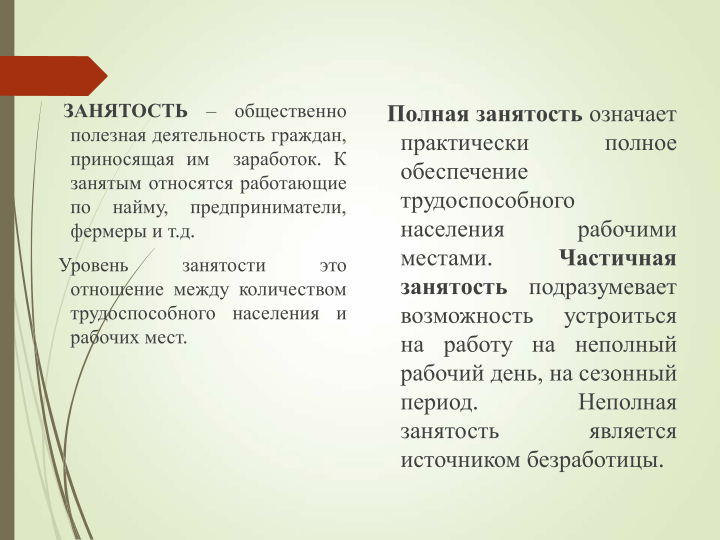 ЗАНЯТОСТЬ – общественно
полезная деятельность граждан,
приносящая им заработок. К
занятым относятся работающие
по найму, предприниматели,
фермеры и т.д.
Уровень занятости это
отношение между количеством
трудоспособного населения и
рабочих мест.
Полная занятость означает
практически полное
обеспечение
трудоспособного
населения рабочими
местами. Частичная
занятость подразумевает
возможность устроиться
на работу на неполный
рабочий день, на сезонный
период. Неполная
занятость является
источником безработицы.